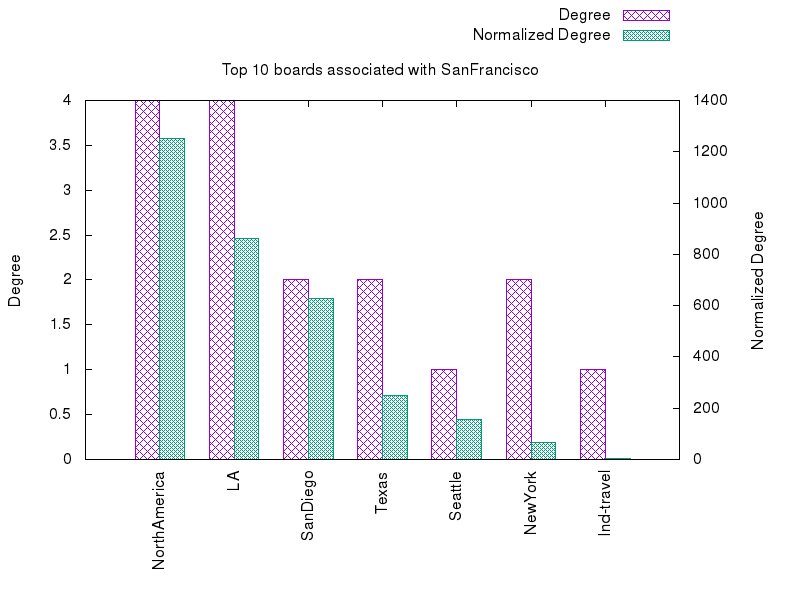 Degree
Normalized Degree
Top 10 boards associated with SanFrancisco
4
3.5
3
2.5
2
1.5
1
0.5
0
1400
1200
1000
800
600
400
200
0
Degree
Normalized Degree
NorthAmerica
LA
SanDiego
Texas
Seattle
NewYork
Ind-travel